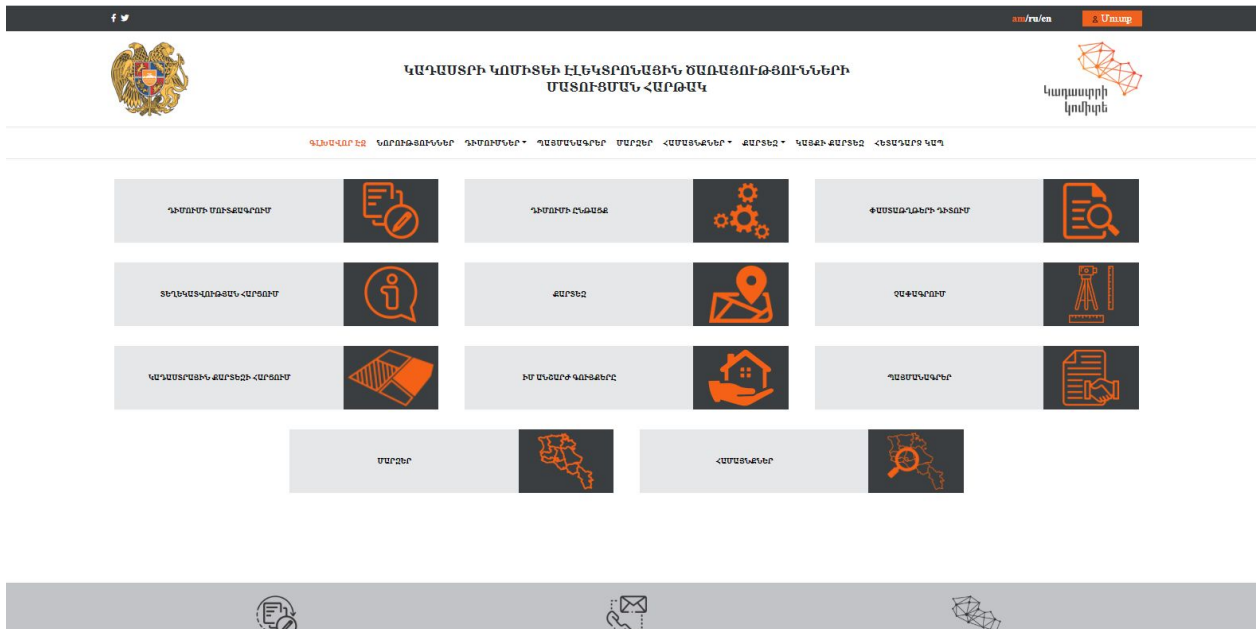 am/ru/en
Մուտք
ԿԱԴԱՍՏՐԻ ԿՈՄԻՏԵԻ ԷԼԵԿՏՐՈՆԱՅԻՆ ԾԱՌԱՅՈՒԹՅՈՒՆՆԵՐԻ
ՄԱՏՈՒՑՄԱՆ ՀԱՐԹԱԿ
Կադաստրի
կոմիտե
ԳԼԽԱՎՈՐ ԷՋ ՆՈՐՈՒԹՅՈՒՆՆԵՐ ԴԻՄՈՒՄՆԵՐ ՊԱՅՄԱՆԱԳՐԵՐ ՄԱՐԶԵՐ ՀԱՄԱՅՆՔՆԵՐ ՔԱՐՏԵԶ ԿԱՅՔԻ ՔԱՐՏԵԶ ՀԵՏԱԴԱՐՁ ԿԱՊ
ԴԻՄՈՒՄԻ ՄՈՒՏՔԱԳՐՈՒՄ
ԴԻՄՈՒՄԻ ԸՆԹԱՑՔ
ՓԱՍՏԱԹՂԹԵՐԻ ԴԻՏՈՒՄ
ՏԵՂԵԿԱՏՎՈՒԹՅԱՆ ՀԱՐՑՈՒՄ
ՔԱՐՏԵԶ
ՉԱՓԱԳՐՈՒՄ
ԿԱԴԱՍՏՐԱՅԻՆ ՔԱՐՏԵԶԻ ՀԱՐՑՈՒՄ
ԻՄ ԱՆՇԱՐԺ ԳՈՒՅՔԵՐԸ
ՊԱՅՄԱՆԱԳՐԵՐ
ՄԱՐԶԵՐ
ՀԱՄԱՅՆՔՆԵՐ